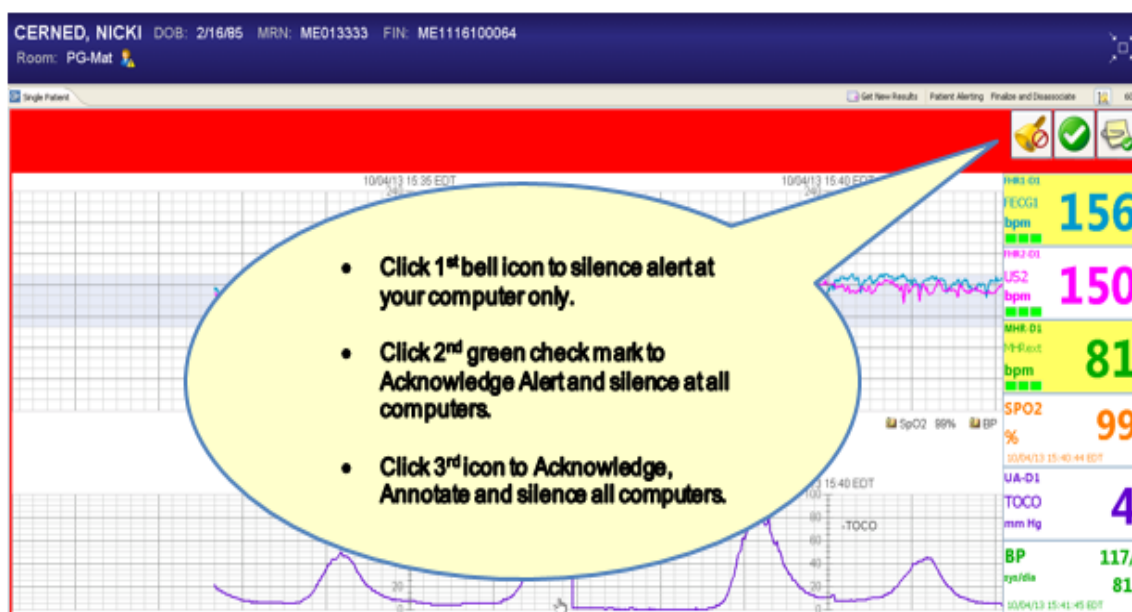 CERNED, NICKI DOB: 2/16/85 MRN: ME013333 FIN: ME1116100064
Room: PG-Mat
Single Patient
Get New Results Patient Alerting Finalize and Disassociate
10/04/13 15:35 EDT 10/04/13 15:40 EDT
240 240
• Click 1st bell icon to silence alert at
your computer only.
• Click 2nd green check mark to
Acknowledge Alert and silence at all
computers.
• Click 3rd icon to Acknowledge,
Annotate and silence all computers.
FHR1-D1
FECG1
bpm
156
FHR2-D1
US2
bpm
150
MHR-D1
MHR.ext
bpm
81
SPO2
%
99
10/04/13 15:40:44 EDT
SpO2 99% BP
13 15:40 EDT
100
80
60
40
20
0
-TOCO
20
0
UA-D1
TOCO
mm Hg
4
BP
sys/dia
117/
81
10/04/13 15:41:45 EDT